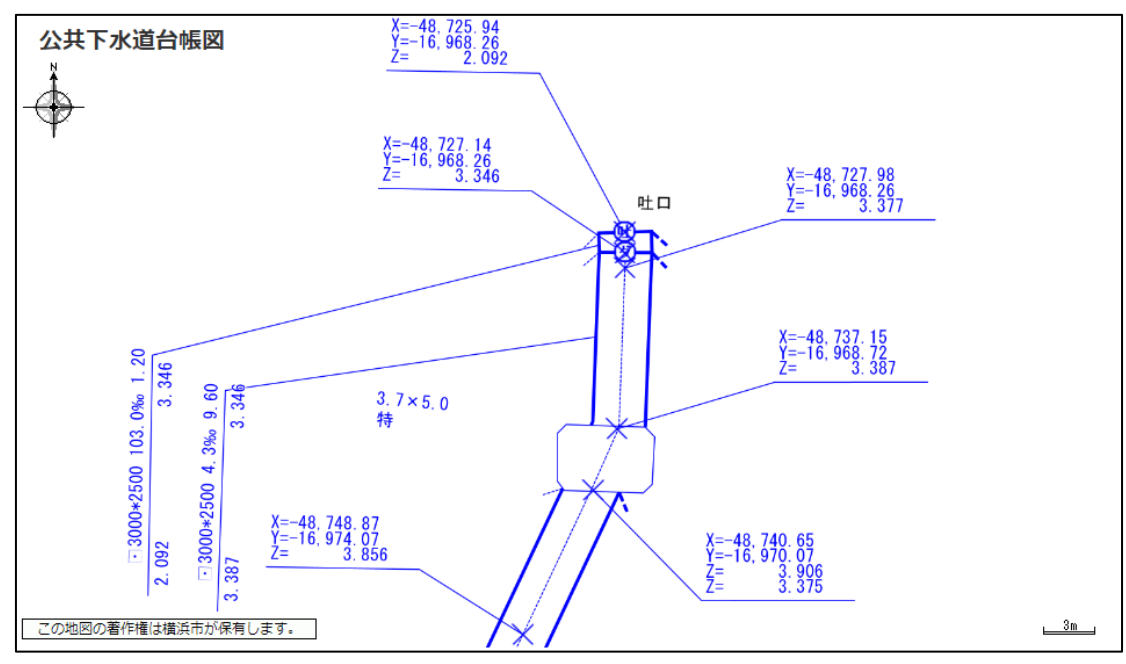 公共下水道台帳図
N
X=-48,725.94
Y=-16,968.26
Z= 2.092
X=-48,727.14
Y=-16,968.26
Z= 3.346
X=-48,727.98
Y=-16,968.26
Z= 3.377
吐口
X=-48,737.15
Y=-16,968.72
Z= 3.387
□3000*2500 103.0‰ 1.20
3.346
2.092
□3000*2500 4.3‰ 9.60
3.346
3.387
3.7×5.0
特
X=-48,748.87
Y=-16,974.07
Z= 3.856
X=-48,740.65
Y=-16,970.07
Z= 3.906
Z= 3.375
この地図の著作権は横浜市が保有します。
3m